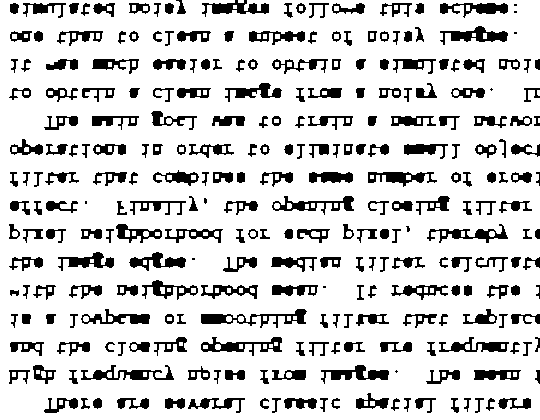 There are several classic spatial filters
high frequency noise from images. The mean f
and the closing opening filter are frequently
is a lowpass or smoothing filter that replace
with the neighborhood mean. It reduces the i
the image edges. The median filter calculate
pixel neighborhood for each pixel, thereby re
effect. Finally, the opening closing filter
filter that combines the same number of erosi
operations in order to eliminate small object
The main goal was to train a neural networ
to obtain a clean image from a noisy one. In
it was much easier to obtain a simulated nois
one than to clean a subset of noisy images.
simulated noisy images follows this scheme: